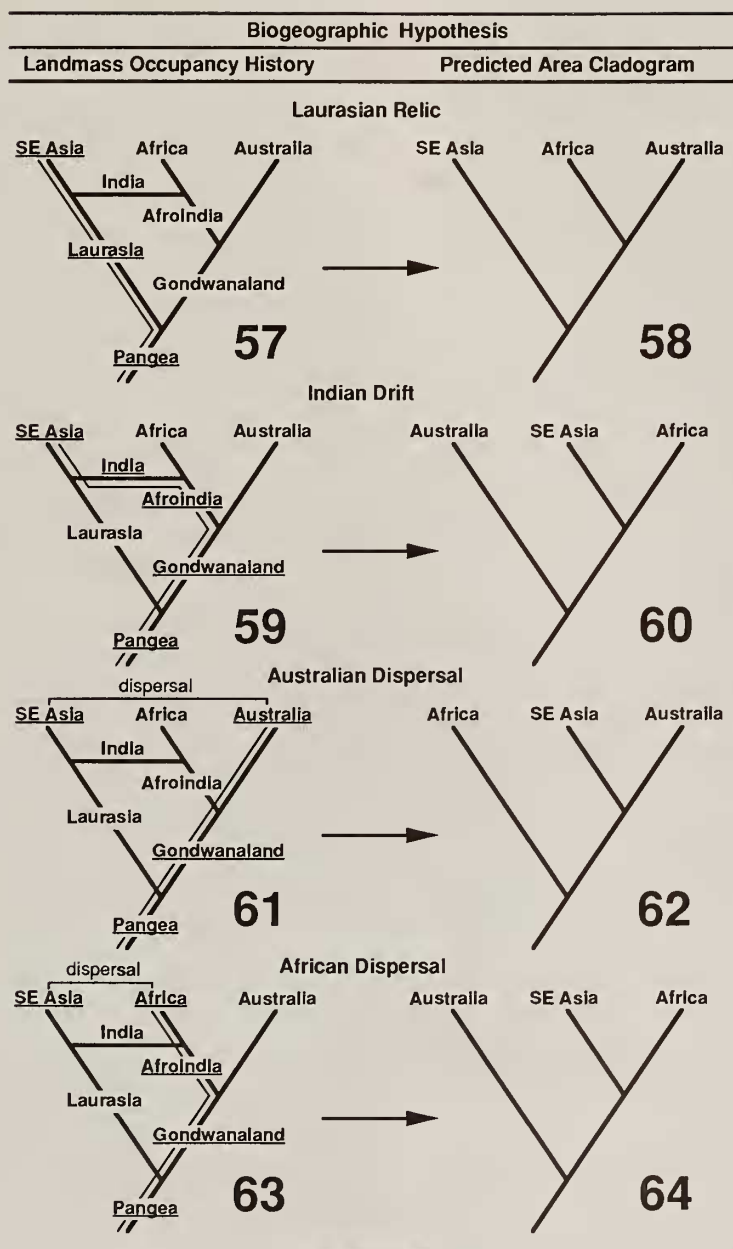 Biogeographic Hypothesis
Landmass Occupancy History Predicted Area Cladogram
Laurasian Relic
SE Asia Africa Australia SE Asia Africa Australia
India
AfroIndia
Laurasia
Gondwanaland
57 58
Pangea
Indian Drift
SE Asia Africa Australia Australia SE Asia Africa
India
AfroIndia
Laurasia
Gondwanaland
59 60
Pangea
Australian Dispersal
dispersal
SE Asia Africa Australia Africa SE Asia Australia
India
AfroIndia
Laurasia
Gondwanaland
61 62
Pangea
African Dispersal
dispersal
SE Asia Africa Australia Australia SE Asia Africa
India
AfroIndia
Laurasia
Gondwanaland
63 64
Pangea